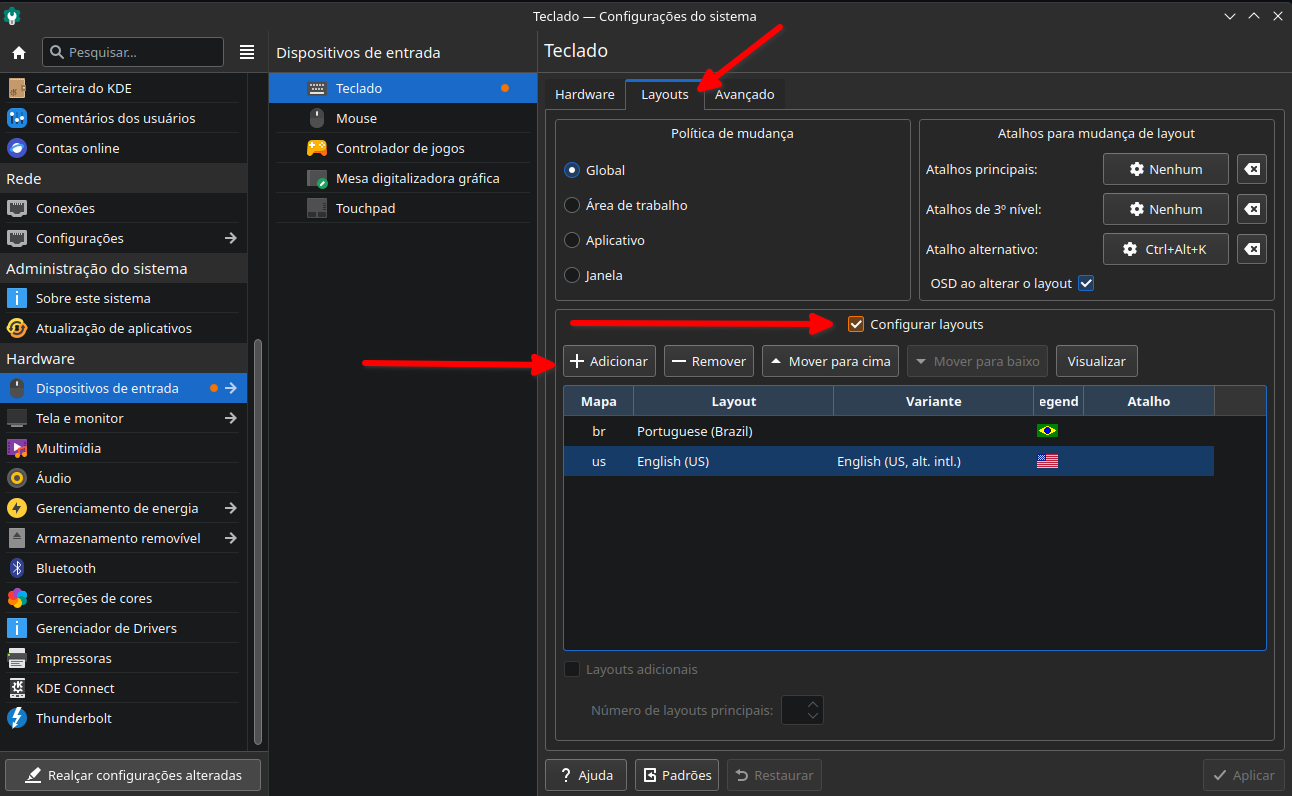 Teclado — Configurações do sistema
Pesquisar...
Carteira do KDE
Comentários dos usuários
Contas online
Rede
Conexões
Configurações
Administração do sistema
Sobre este sistema
Atualização de aplicativos
Hardware
Dispositivos de entrada
Tela e monitor
Multimídia
Áudio
Gerenciamento de energia
Armazenamento removível
Bluetooth
Correções de cores
Gerenciador de Drivers
Impressoras
KDE Connect
Thunderbolt
Realçar configurações alteradas
Dispositivos de entrada
Teclado
Mouse
Controlador de jogos
Mesa digitalizadora gráfica
Touchpad
Teclado
Hardware Layouts Avançado
Política de mudança
Global
Área de trabalho
Aplicativo
Janela
Atalhos para mudança de layout
Atalhos principais: Nenhum
Atalhos de 3º nível: Nenhum
Atalho alternativo: Ctrl+Alt+K
OSD ao alterar o layout
Configurar layouts
Adicionar Remover Mover para cima Mover para baixo Visualizar
Mapa Layout Variante egend Atalho
br Portuguese (Brazil)
us English (US) English (US, alt. intl.)
Layouts adicionais
Número de layouts principais:
Ajuda Padrões Restaurar Aplicar